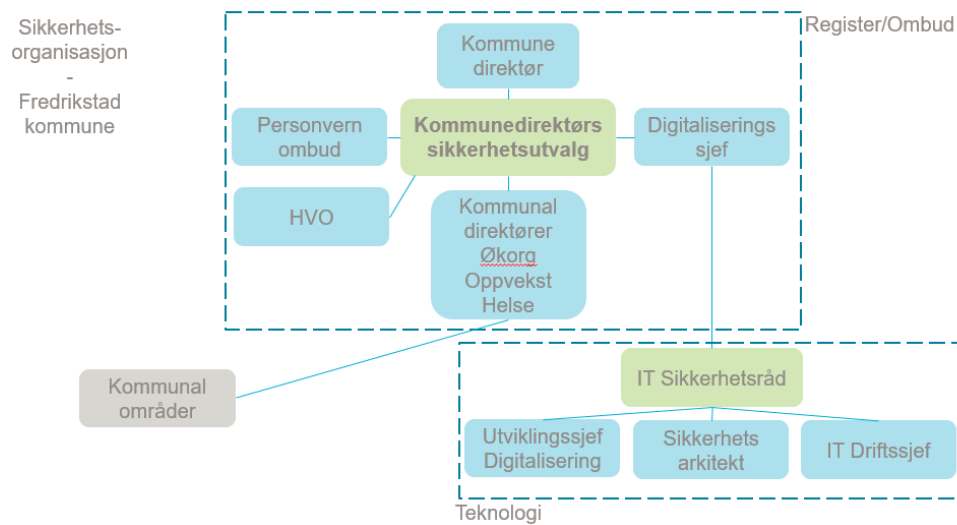 Sikkerhets-
organisasjon
-
Fredrikstad
kommune
Register/Ombud
Kommune
direktør
Personvern
ombud
Kommunedirektørs
sikkerhetsutvalg
Digitaliserings
sjef
HVO
Kommunal
direktører
Økorg
Oppvekst
Helse
Kommunal
områder
IT Sikkerhetsråd
Utviklingssjef
Digitalisering
Sikkerhets
arkitekt
IT Driftssjef
Teknologi